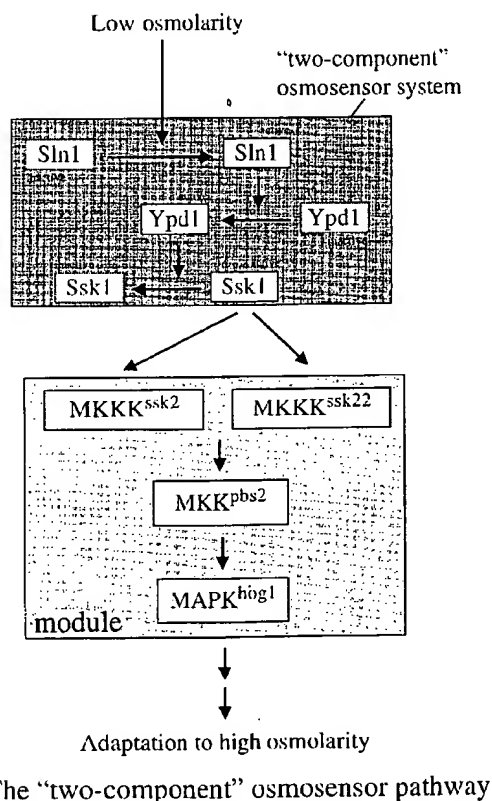 Low osmolarity
"two-component"
osmosensor system
Sln1
Sln1
Ypd1
Ypd1
Ssk1
Ssk1
MKKK^ssk2
MKKK^ssk22
MKK^pbs2
MAPK^hog1
module
Adaptation to high osmolarity
The "two-component" osmosensor pathway